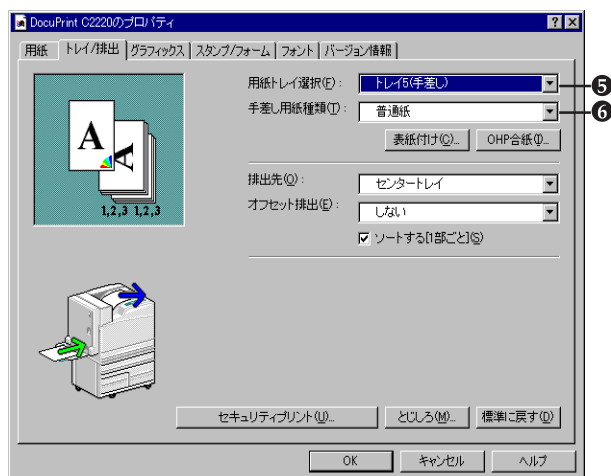 DocuPrint C2220のプロパティ
用紙 トレイ/排出 グラフィックス スタンプ/フォーム フォント バージョン情報
用紙トレイ選択(F): トレイ5(手差し) ❺
手差し用紙種類(T): 普通紙 ❻
表紙付け(C)... OHP合紙(I)...
A A
1,2,3 1,2,3
排出先(O): センタートレイ
オフセット排出(E): しない
ソートする[1部ごと](S)
セキュリティプリント(U)... とじしろ(M)... 標準に戻す(D)
OK キャンセル ヘルプ